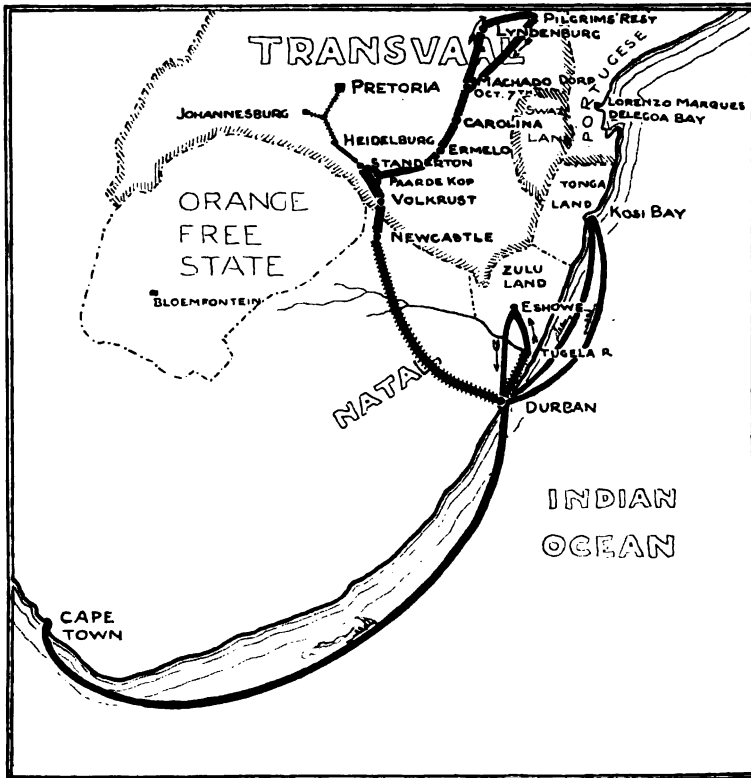 PILGRIMS' REST
LYNDENBURG
TRANSVAAL
PORTUGESE
PRETORIA
MACHADO DORP
OCT. 7TH
JOHANNESBURG
CAROLINA
SWAZI
LAND
LORENZO MARQUES
DELEGOA BAY
HEIDELBURG
ERMELO
STANDERTON
PAARDE KOP
VOLKRUST
TONGA
LAND
ORANGE
FREE
STATE
KOSI BAY
NEWCASTLE
ZULU
LAND
BLOEMFONTEIN
ESHOWE
TUGELA R.
NATAL
DURBAN
INDIAN
OCEAN
CAPE
TOWN